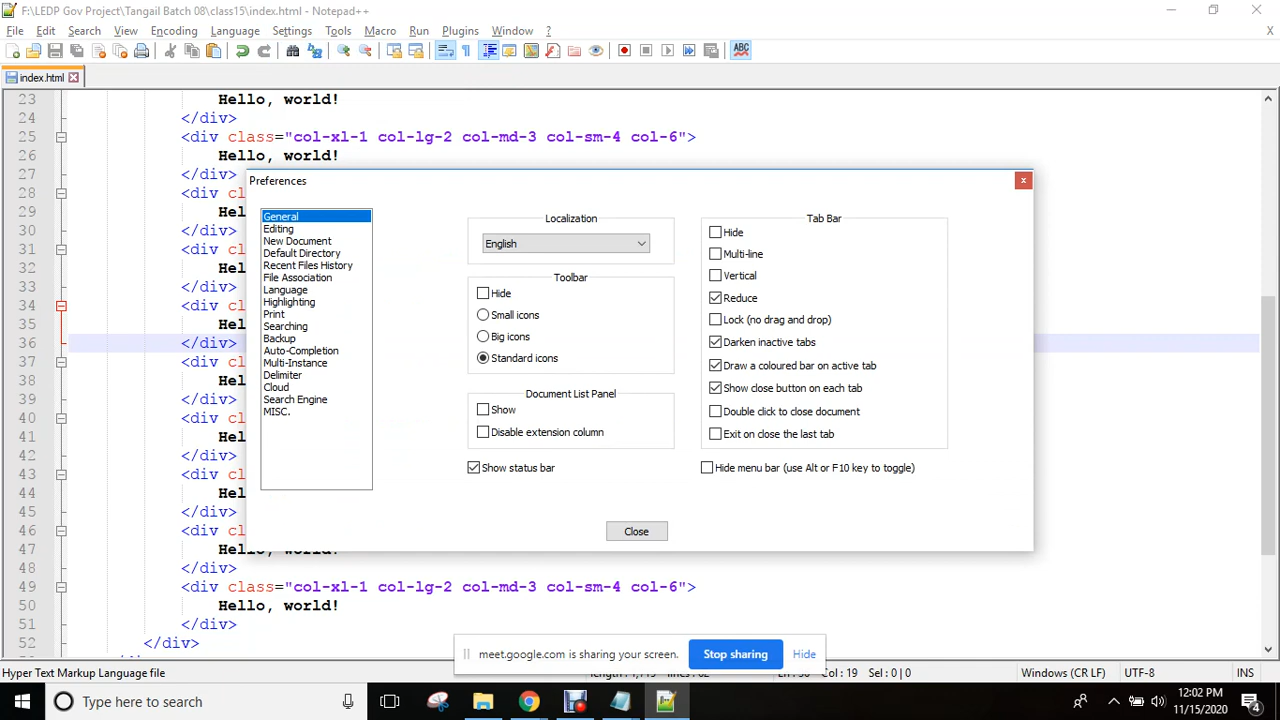 F:\LEDP Gov Project\Tangail Batch 08\class15\index.html - Notepad++
File Edit Search View Encoding Language Settings Tools Macro Run Plugins Window ? X
index.html
23 Hello, world!
24 </div>
25 <div class="col-xl-1 col-lg-2 col-md-3 col-sm-4 col-6">
26 Hello, world!
27 </div>
28 <div cl
29 Hel
30 </div>
31 <div cl
32 Hel
33 </div>
34 <div cl
35 Hel
36 </div>
37 <div cl
38 Hel
39 </div>
40 <div cl
41 Hel
42 </div>
43 <div cl
44 Hel
45 </div>
46 <div cl
47 Hello, world!
48 </div>
49 <div class="col-xl-1 col-lg-2 col-md-3 col-sm-4 col-6">
50 Hello, world!
51 </div>
52 </div>
Preferences
General
Editing
New Document
Default Directory
Recent Files History
File Association
Language
Highlighting
Print
Searching
Backup
Auto-Completion
Multi-Instance
Delimiter
Cloud
Search Engine
MISC.
Localization
English
Toolbar
Hide
Small icons
Big icons
Standard icons
Document List Panel
Show
Disable extension column
Show status bar
Tab Bar
Hide
Multi-line
Vertical
Reduce
Lock (no drag and drop)
Darken inactive tabs
Draw a coloured bar on active tab
Show close button on each tab
Double click to close document
Exit on close the last tab
Hide menu bar (use Alt or F10 key to toggle)
Close
meet.google.com is sharing your screen. Stop sharing Hide
Hyper Text Markup Language file Col : 19 Sel : 0 | 0 Windows (CR LF) UTF-8 INS
Type here to search
12:02 PM
11/15/2020
4